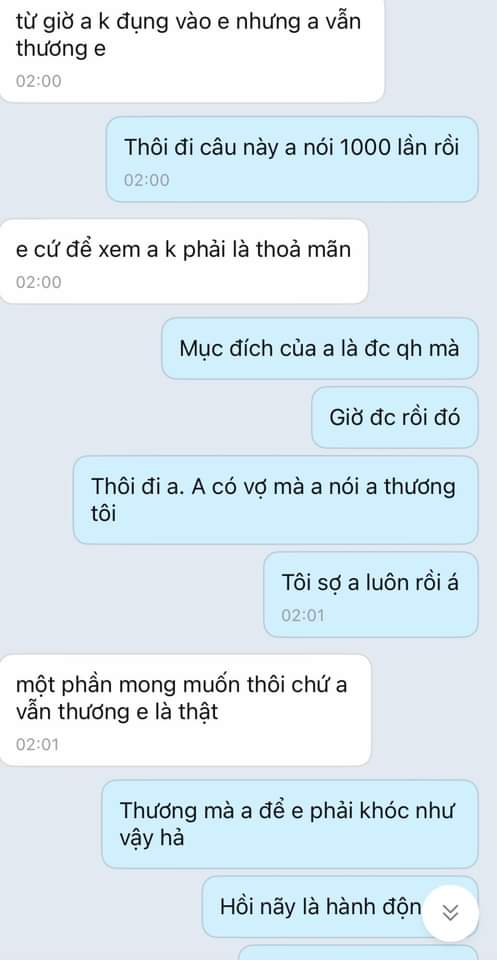 từ giờ a k đụng vào e nhưng a vẫn
thương e
02:00
Thôi đi câu này a nói 1000 lần rồi
02:00
e cứ để xem a k phải là thoả mãn
02:00
Mục đích của a là đc qh mà
Giờ đc rồi đó
Thôi đi a. A có vợ mà a nói a thương
tôi
Tôi sợ a luôn rồi á
02:01
một phần mong muốn thôi chứ a
vẫn thương e là thật
02:01
Thương mà a để e phải khóc như
vậy hả
Hồi nãy là hành độn